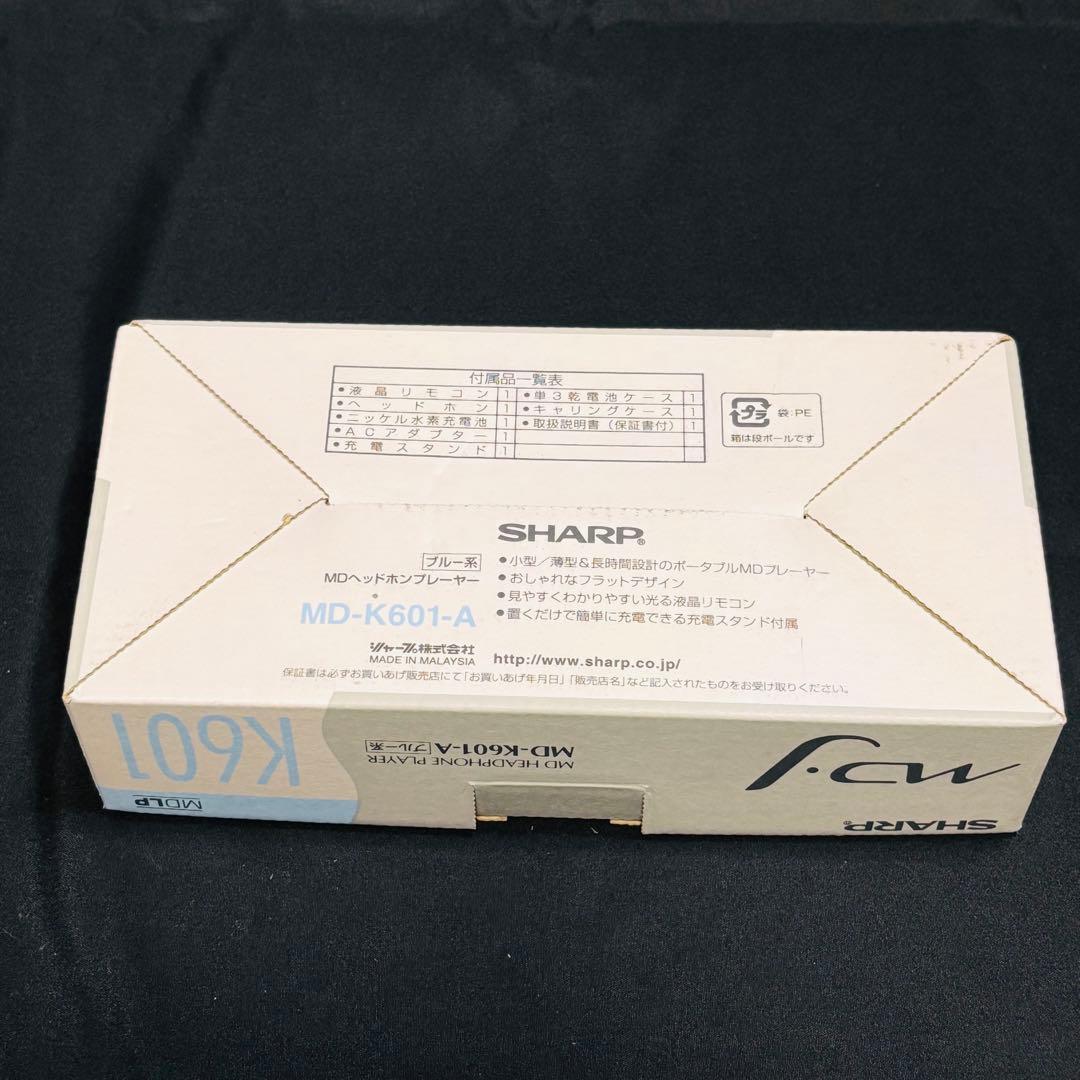 付属品一覧表
●液晶リモコン 1 ●単3乾電池ケース 1
●ヘッドホン 1 ●キャリングケース 1
●ニッケル水素充電池 1 ●取扱説明書(保証書付) 1
●ACアダプター 1
●充電スタンド 1
プラ 袋:PE
箱は段ボールです
SHARP®
ブルー系
MDヘッドホンプレーヤー
MD-K601-A
●小型/薄型&長時間設計のポータブルMDプレーヤー
●おしゃれなフラットデザイン
●見やすくわかりやすい光る液晶リモコン
●置くだけで簡単に充電できる充電スタンド付属
シャープ株式会社
MADE IN MALAYSIA
http://www.sharp.co.jp/
保証書は必ずお買いあげ販売店にて「お買いあげ年月日」「販売店名」など記入されたものをお受け取りください。
K601
MDLP
MD HEADPHONE PLAYER
MD-K601-A ブルー系
MD·J
SHARP®